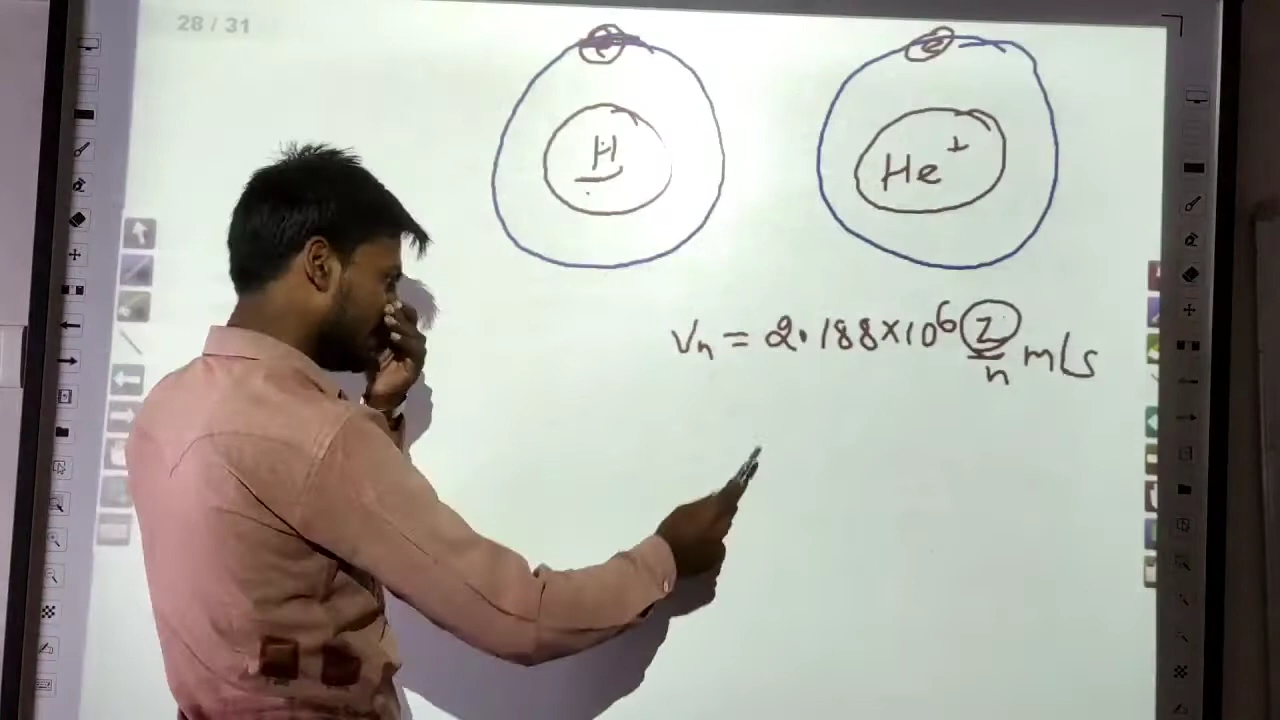 28 / 31
e e
H He⁺
Vₙ = 2.188×10⁶ Z/n m/s